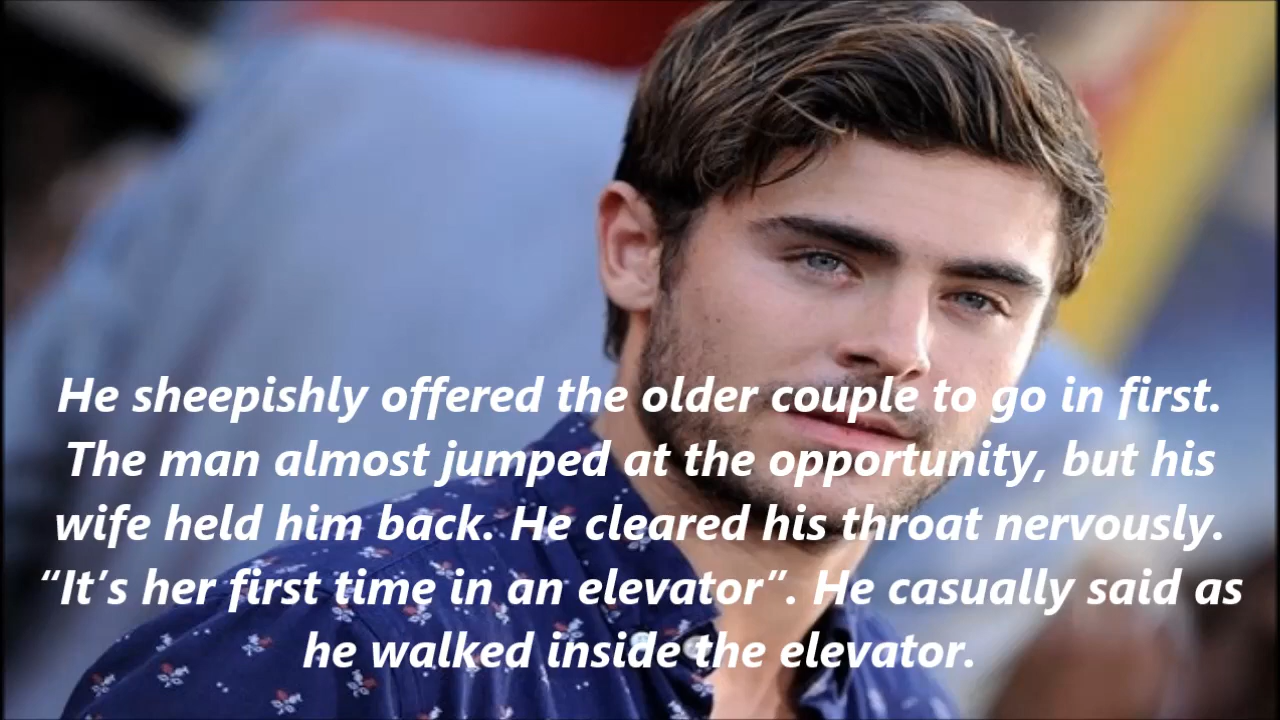 He sheepishly offered the older couple to go in first.
The man almost jumped at the opportunity, but his
wife held him back. He cleared his throat nervously.
“It’s her first time in an elevator”. He casually said as
he walked inside the elevator.